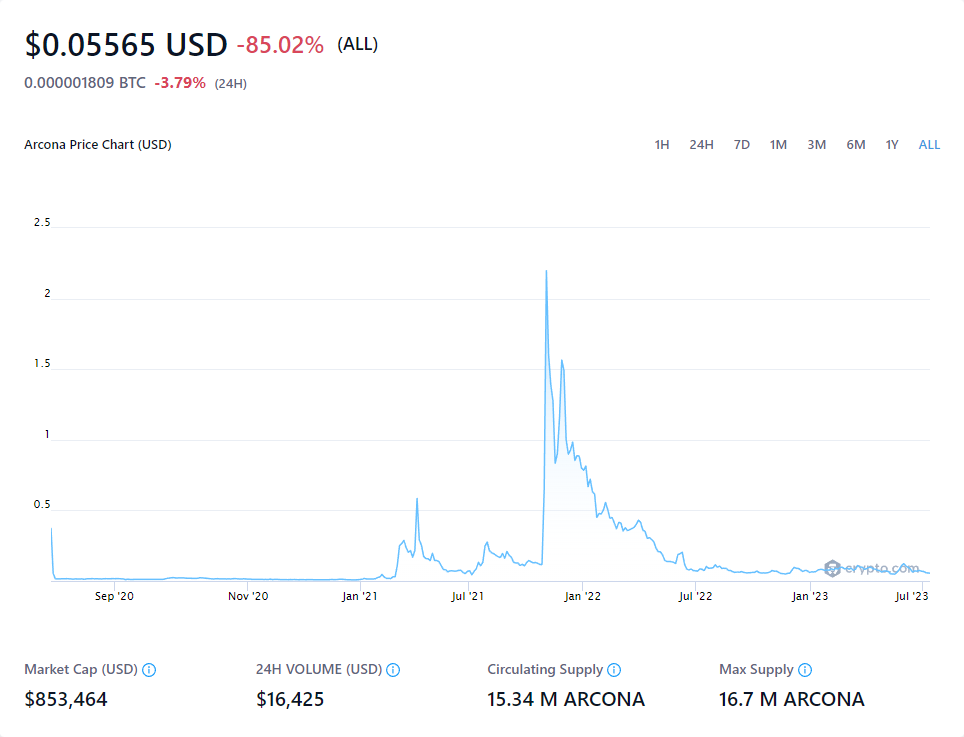 $0.05565 USD -85.02% (ALL)
0.000001809 BTC -3.79% (24H)
Arcona Price Chart (USD) 1H 24H 7D 1M 3M 6M 1Y ALL
2.5
2
1.5
1
0.5
crypto.com
Sep '20 Nov '20 Jan '21 Jul '21 Jan '22 Jul '22 Jan '23 Jul '23
Market Cap (USD) 24H VOLUME (USD) Circulating Supply Max Supply
$853,464 $16,425 15.34 M ARCONA 16.7 M ARCONA